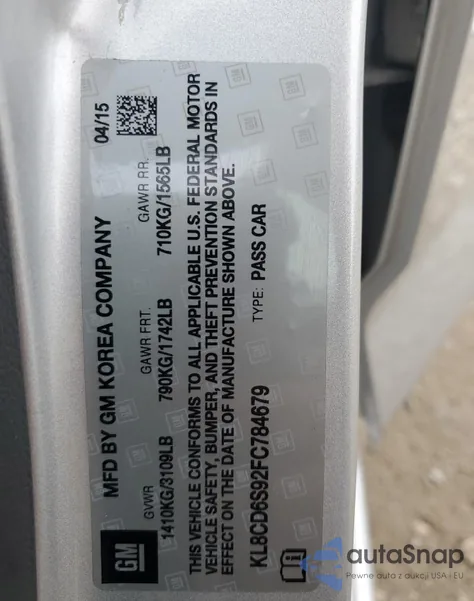 MFD BY GM KOREA COMPANY 04/15
GVWR GAWR FRT. GAWR RR.
1410KG/3109LB 790KG/1742LB 710KG/1565LB
THIS VEHICLE CONFORMS TO ALL APPLICABLE U.S. FEDERAL MOTOR
VEHICLE SAFETY, BUMPER, AND THEFT PREVENTION STANDARDS IN
EFFECT ON THE DATE OF MANUFACTURE SHOWN ABOVE.
KL8CD6S92FC784679 TYPE: PASS CAR
GM
autoSnap
Pewne auta z aukcji USA i EU